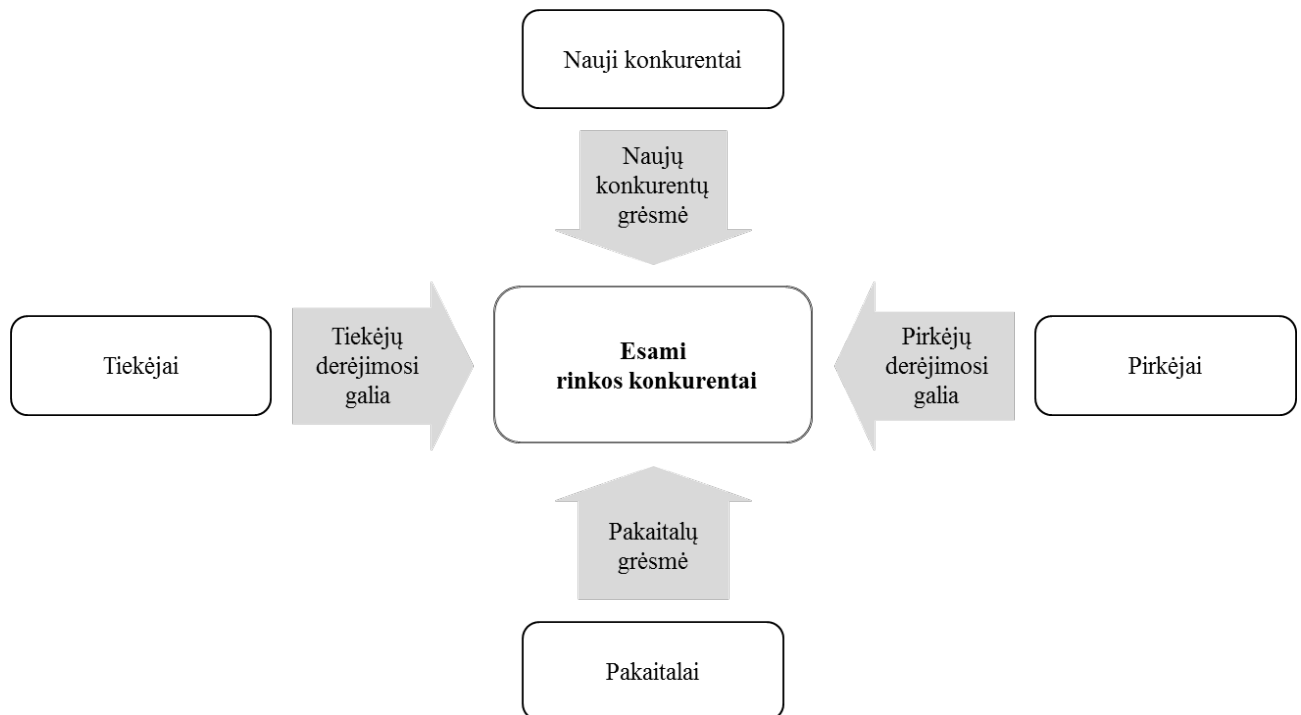 Nauji konkurentai
Naujų
konkurentų
grėsmė
Tiekėjai
Tiekėjų
derėjimosi
galia
Esami
rinkos konkurentai
Pirkėjų
derėjimosi
galia
Pirkėjai
Pakaitalų
grėsmė
Pakaitalai